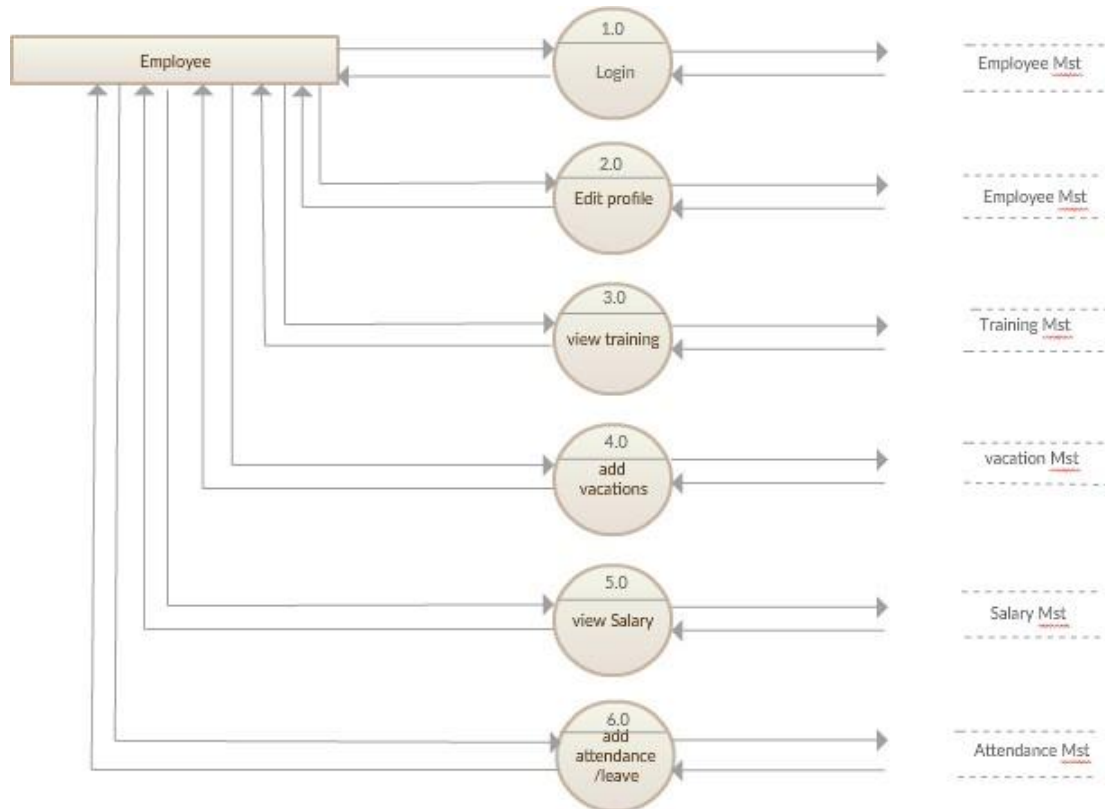 Employee
1.0
Login
Employee Mst
2.0
Edit profile
Employee Mst
3.0
view training
Training Mst
4.0
add
vacations
vacation Mst
5.0
view Salary
Salary Mst
6.0
add
attendance
/leave
Attendance Mst